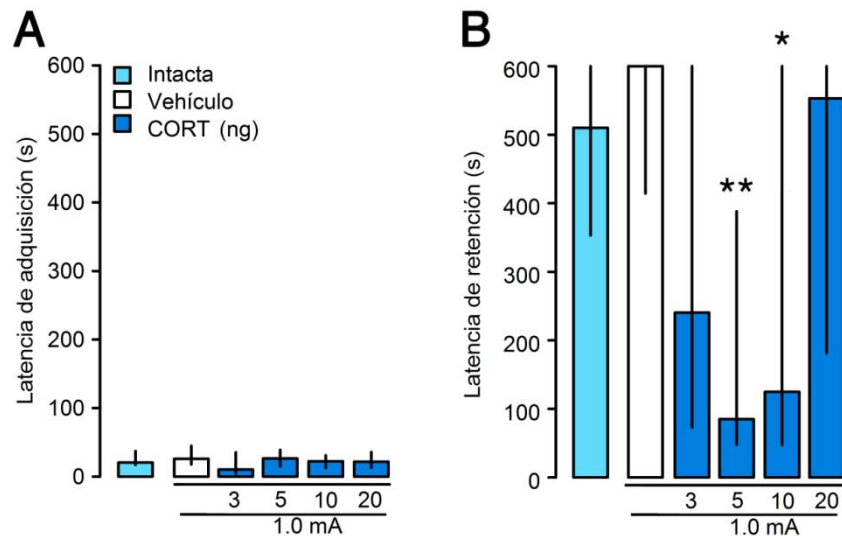 A
Latencia de adquisición (s)
600
500
400
300
200
100
0
Intacta
Vehículo
CORT (ng)
3 5 10 20
1.0 mA
B
Latencia de retención (s)
600
500
400
300
200
100
0
*
**
3 5 10 20
1.0 mA